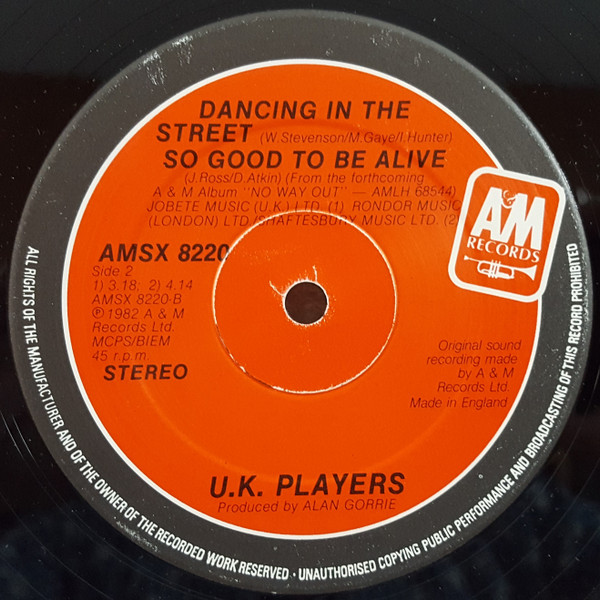 DANCING IN THE
STREET (W.Stevenson/M.Gaye/I.Hunter)
SO GOOD TO BE ALIVE
(J.Ross/D.Atkin) (From the forthcoming
A & M Album "NO WAY OUT" — AMLH 68544)
JOBETE MUSIC (U.K.) LTD. (1) RONDOR MUSIC
(LONDON) LTD./SHAFTESBURY MUSIC LTD. (2)
A&M
RECORDS
AMSX 8220
Side 2
1) 3.18. 2) 4.14
AMSX 8220-B
℗ 1982 A & M
Records Ltd.
MCPS/BIEM
45 r.p.m.
STEREO
Original sound
recording made
by A & M
Records Ltd.
Made in England
U.K. PLAYERS
Produced by ALAN GORRIE
ALL RIGHTS OF THE MANUFACTURER AND OF THE OWNER OF THE RECORDED WORK RESERVED · UNAUTHORISED COPYING PUBLIC PERFORMANCE AND BROADCASTING OF THIS RECORD PROHIBITED